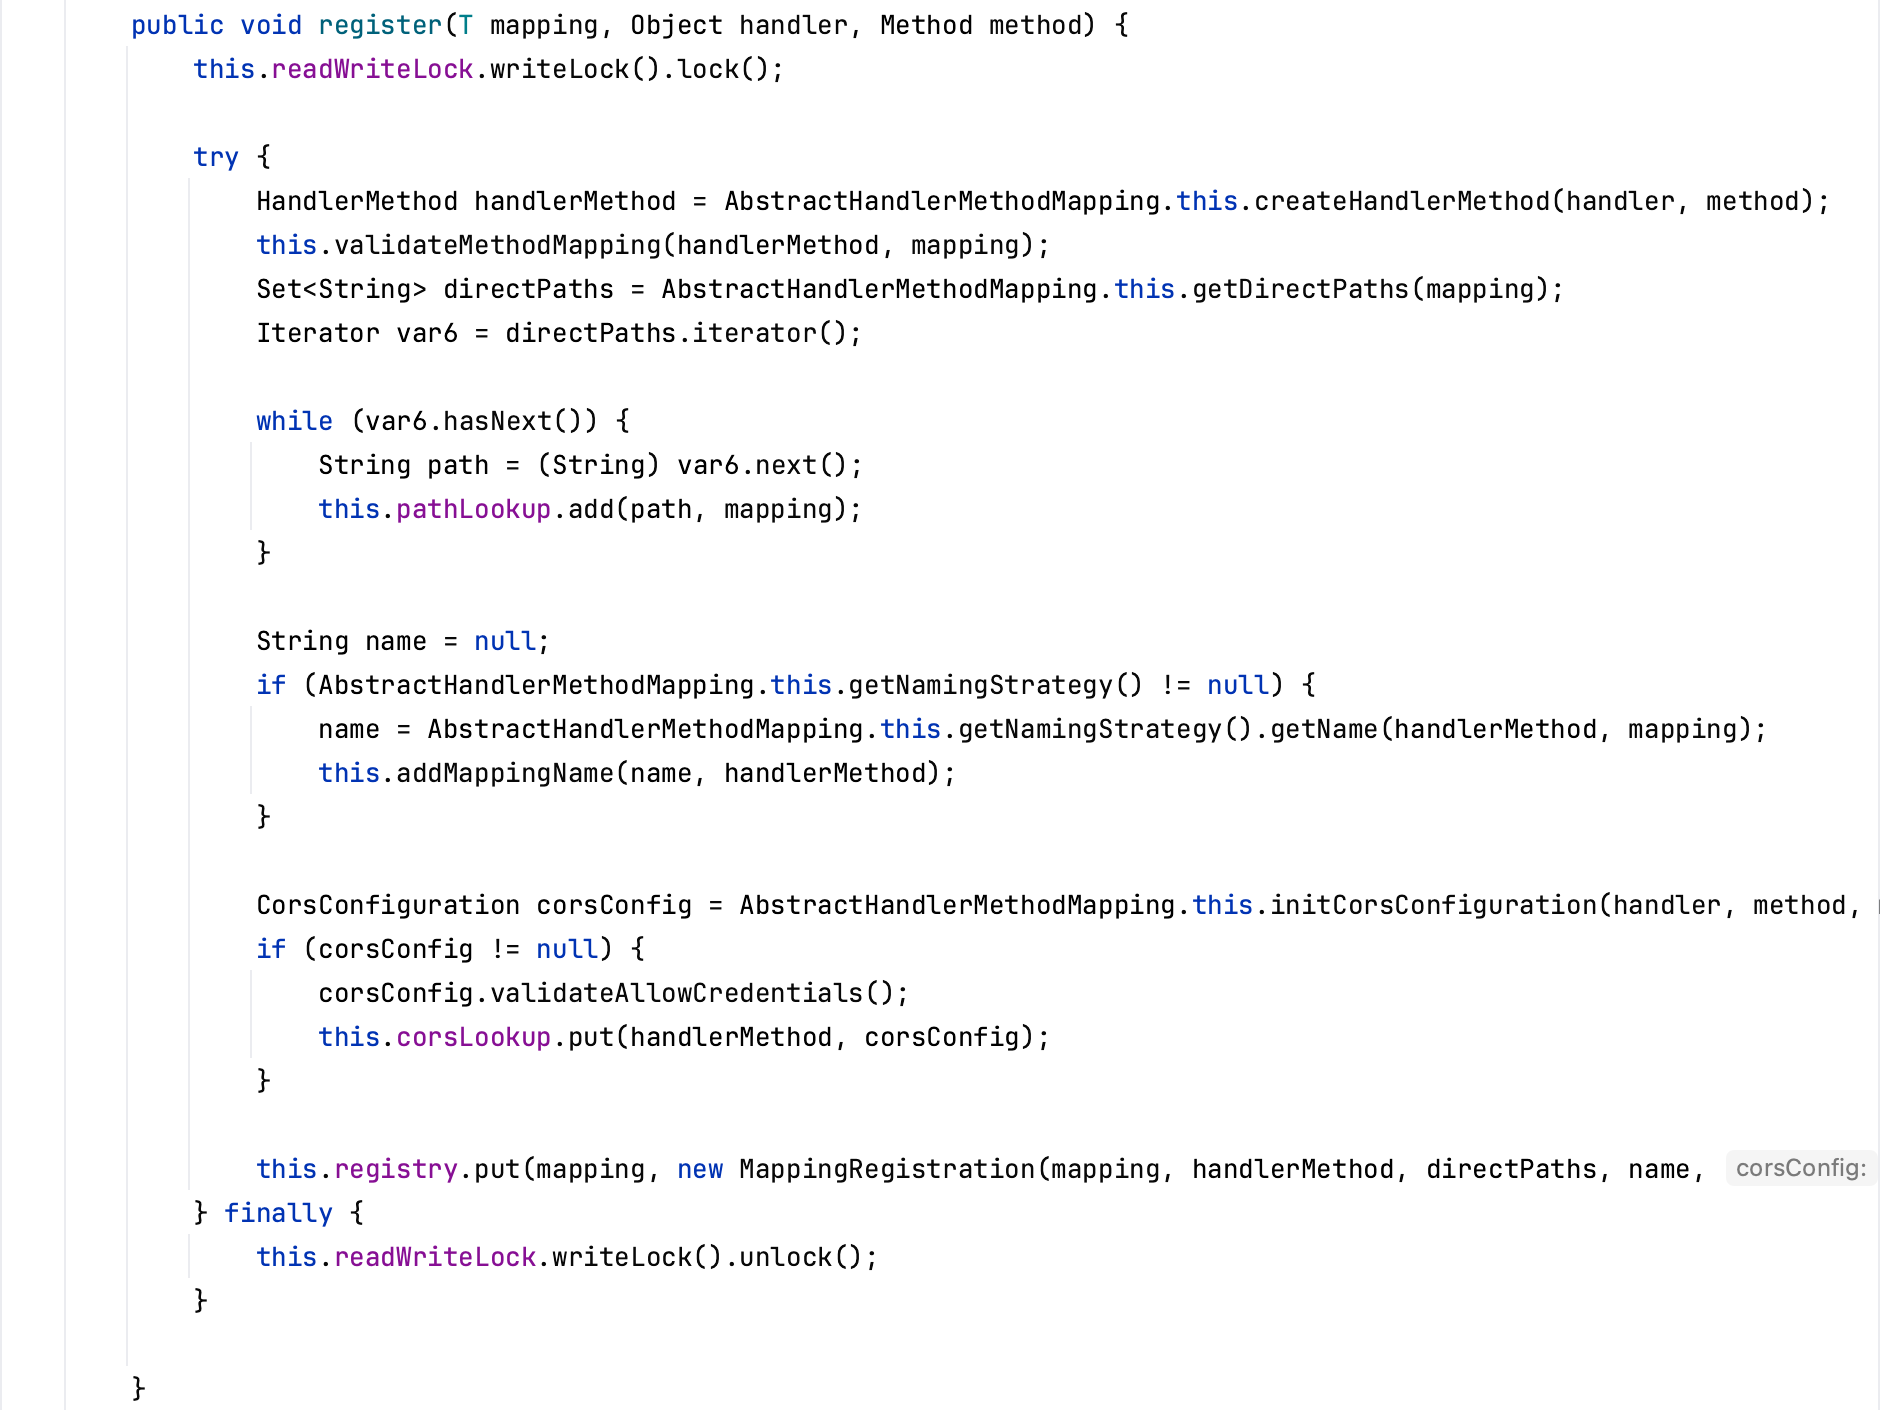 public void register(T mapping, Object handler, Method method) {
this.readWriteLock.writeLock().lock();
try {
HandlerMethod handlerMethod = AbstractHandlerMethodMapping.this.createHandlerMethod(handler, method);
this.validateMethodMapping(handlerMethod, mapping);
Set<String> directPaths = AbstractHandlerMethodMapping.this.getDirectPaths(mapping);
Iterator var6 = directPaths.iterator();
while (var6.hasNext()) {
String path = (String) var6.next();
this.pathLookup.add(path, mapping);
}
String name = null;
if (AbstractHandlerMethodMapping.this.getNamingStrategy() != null) {
name = AbstractHandlerMethodMapping.this.getNamingStrategy().getName(handlerMethod, mapping);
this.addMappingName(name, handlerMethod);
}
CorsConfiguration corsConfig = AbstractHandlerMethodMapping.this.initCorsConfiguration(handler, method,
if (corsConfig != null) {
corsConfig.validateAllowCredentials();
this.corsLookup.put(handlerMethod, corsConfig);
}
this.registry.put(mapping, new MappingRegistration(mapping, handlerMethod, directPaths, name, corsConfig:
} finally {
this.readWriteLock.writeLock().unlock();
}
}